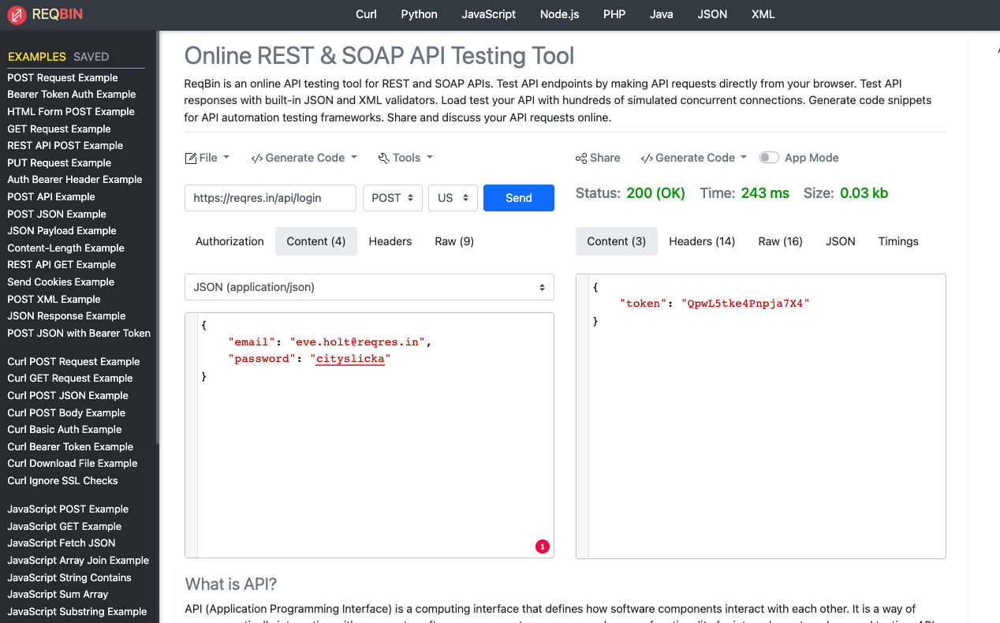 REQBIN
Curl Python JavaScript Node.js PHP Java JSON XML
EXAMPLES SAVED
POST Request Example
Bearer Token Auth Example
HTML Form POST Example
GET Request Example
REST API POST Example
PUT Request Example
Auth Bearer Header Example
POST API Example
POST JSON Example
JSON Payload Example
Content-Length Example
REST API GET Example
Send Cookies Example
POST XML Example
JSON Response Example
POST JSON with Bearer Token
Curl POST Request Example
Curl GET Request Example
Curl POST JSON Example
Curl POST Body Example
Curl Basic Auth Example
Curl Bearer Token Example
Curl Download File Example
Curl Ignore SSL Checks
JavaScript POST Example
JavaScript GET Example
JavaScript Fetch JSON
JavaScript Array Join Example
JavaScript String Contains
JavaScript Sum Array
JavaScript Substring Example
Online REST & SOAP API Testing Tool
ReqBin is an online API testing tool for REST and SOAP APIs. Test API endpoints by making API requests directly from your browser. Test API
responses with built-in JSON and XML validators. Load test your API with hundreds of simulated concurrent connections. Generate code snippets
for API automation testing frameworks. Share and discuss your API requests online.
File Generate Code Tools
https://reqres.in/api/login POST US Send
Authorization Content (4) Headers Raw (9)
JSON (application/json)
{
"email": "eve.holt@reqres.in",
"password": "cityslicka"
}
1
Share Generate Code App Mode
Status: 200 (OK) Time: 243 ms Size: 0.03 kb
Content (3) Headers (14) Raw (16) JSON Timings
{
"token": "QpwL5tke4Pnpja7X4"
}
What is API?
API (Application Programming Interface) is a computing interface that defines how software components interact with each other. It is a way of